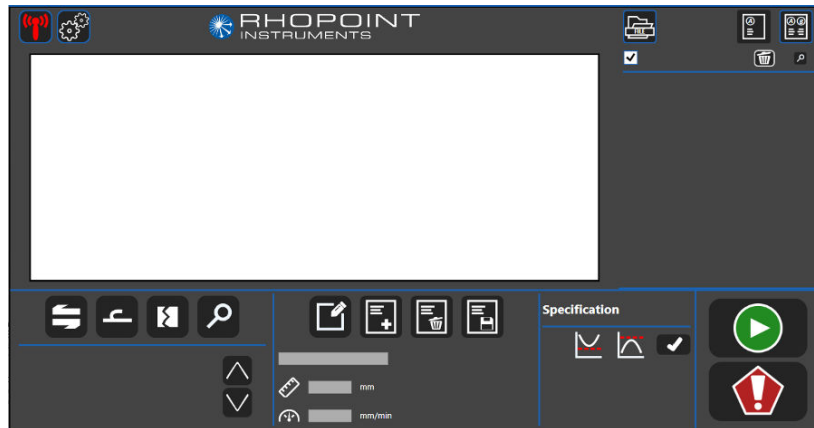 RHOPOINT
INSTRUMENTS
FILE
Specification
mm
mm/min